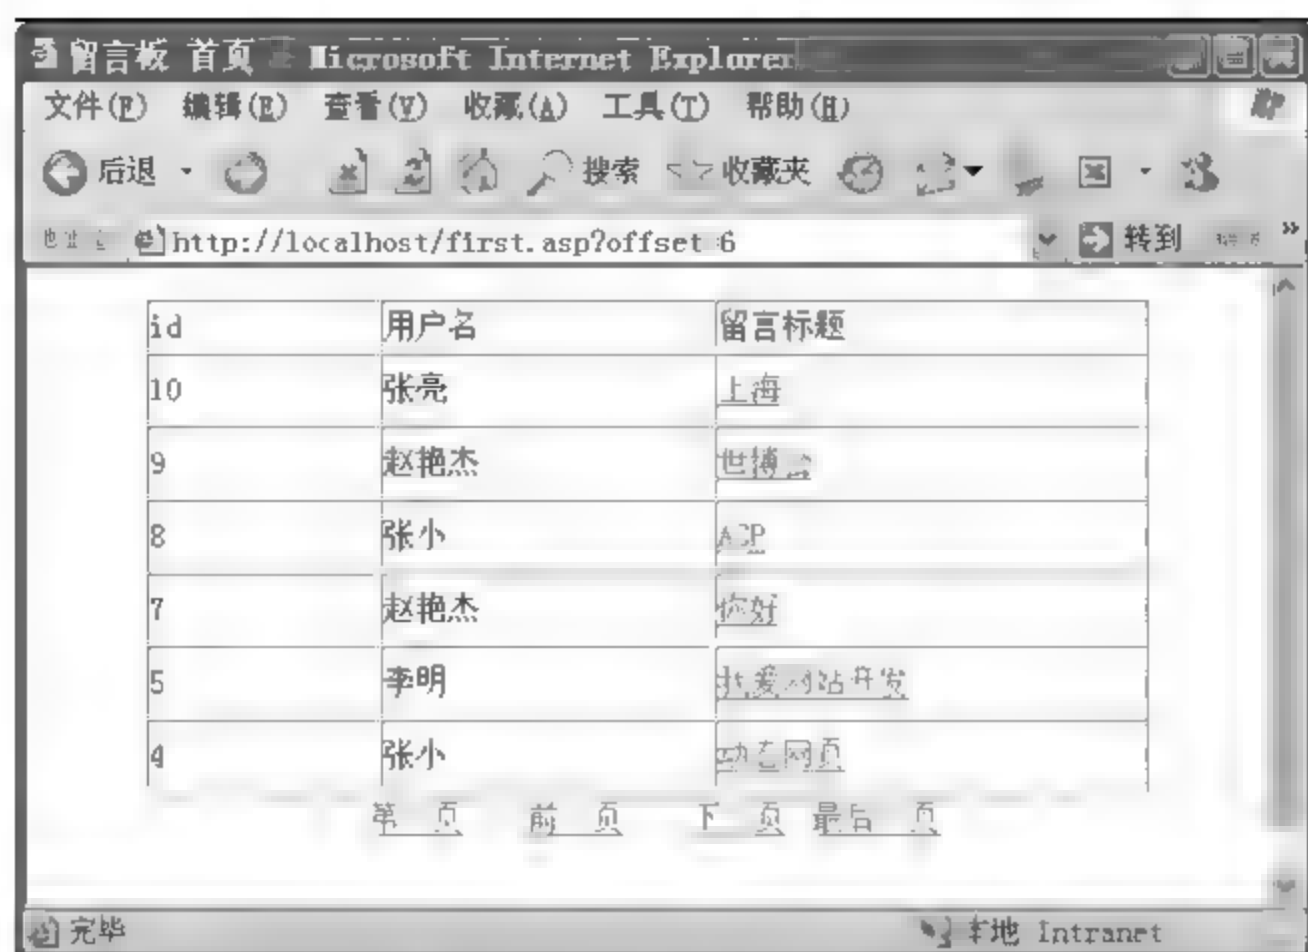 留言板 首页 Microsoft Internet Explorer
文件(F) 编辑(E) 查看(V) 收藏(A) 工具(T) 帮助(H)
后退 搜索 收藏夹
http://localhost/first.asp?offset=6 转到
id 用户名 留言标题
10 张亮 上海
9 赵艳杰 世博会
8 张小 ASP
7 赵艳杰 你好
5 李明 我爱网站开发
4 张小 动态网页
第一页 前一页 下一页 最后一页
完毕 本地 Intranet